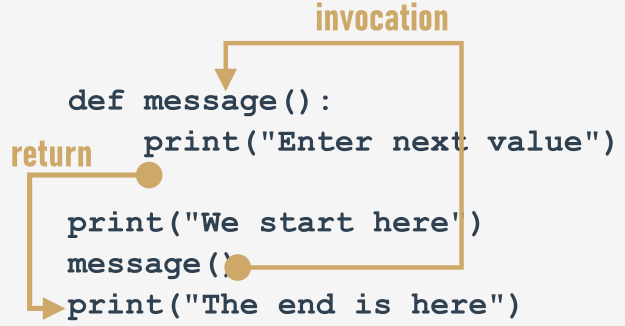 invocation
def message():
    print("Enter next value")
return
print("We start here")
message()
print("The end is here")